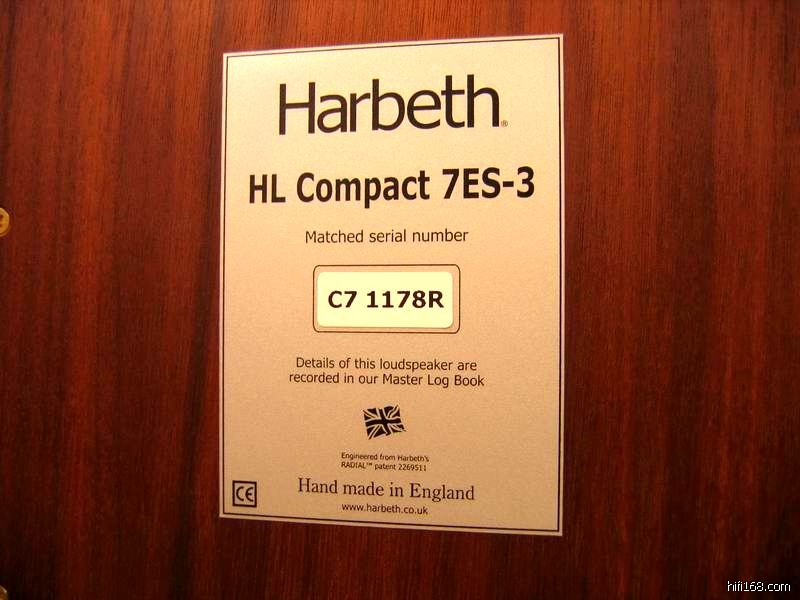 Harbeth®
HL Compact 7ES-3
Matched serial number
C7 1178R
Details of this loudspeaker are
recorded in our Master Log Book
Engineered from Harbeth's
RADIAL™ patent 2269511
Hand made in England
CE
www.harbeth.co.uk
hifi168.com